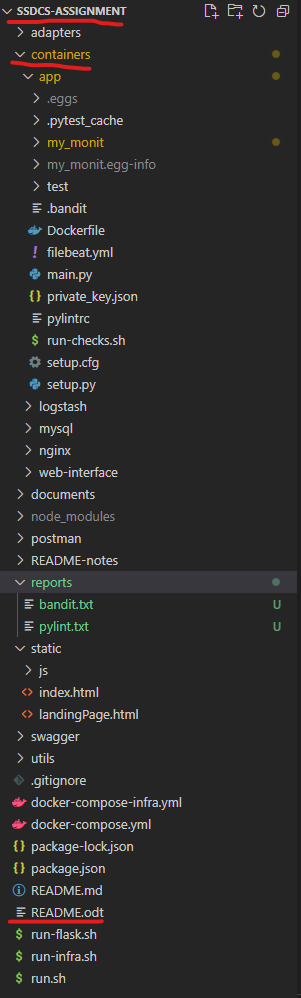 SSDCS-ASSIGNMENT
adapters
containers
app
.eggs
.pytest_cache
my_monit
my_monit.egg-info
test
.bandit
Dockerfile
filebeat.yml
main.py
private_key.json
pylintrc
run-checks.sh
setup.cfg
setup.py
logstash
mysql
nginx
web-interface
documents
node_modules
postman
README-notes
reports
bandit.txt U
pylint.txt U
static
js
index.html
landingPage.html
swagger
utils
.gitignore
docker-compose-infra.yml
docker-compose.yml
package-lock.json
package.json
README.md
README.odt
run-flask.sh
run-infra.sh
run.sh